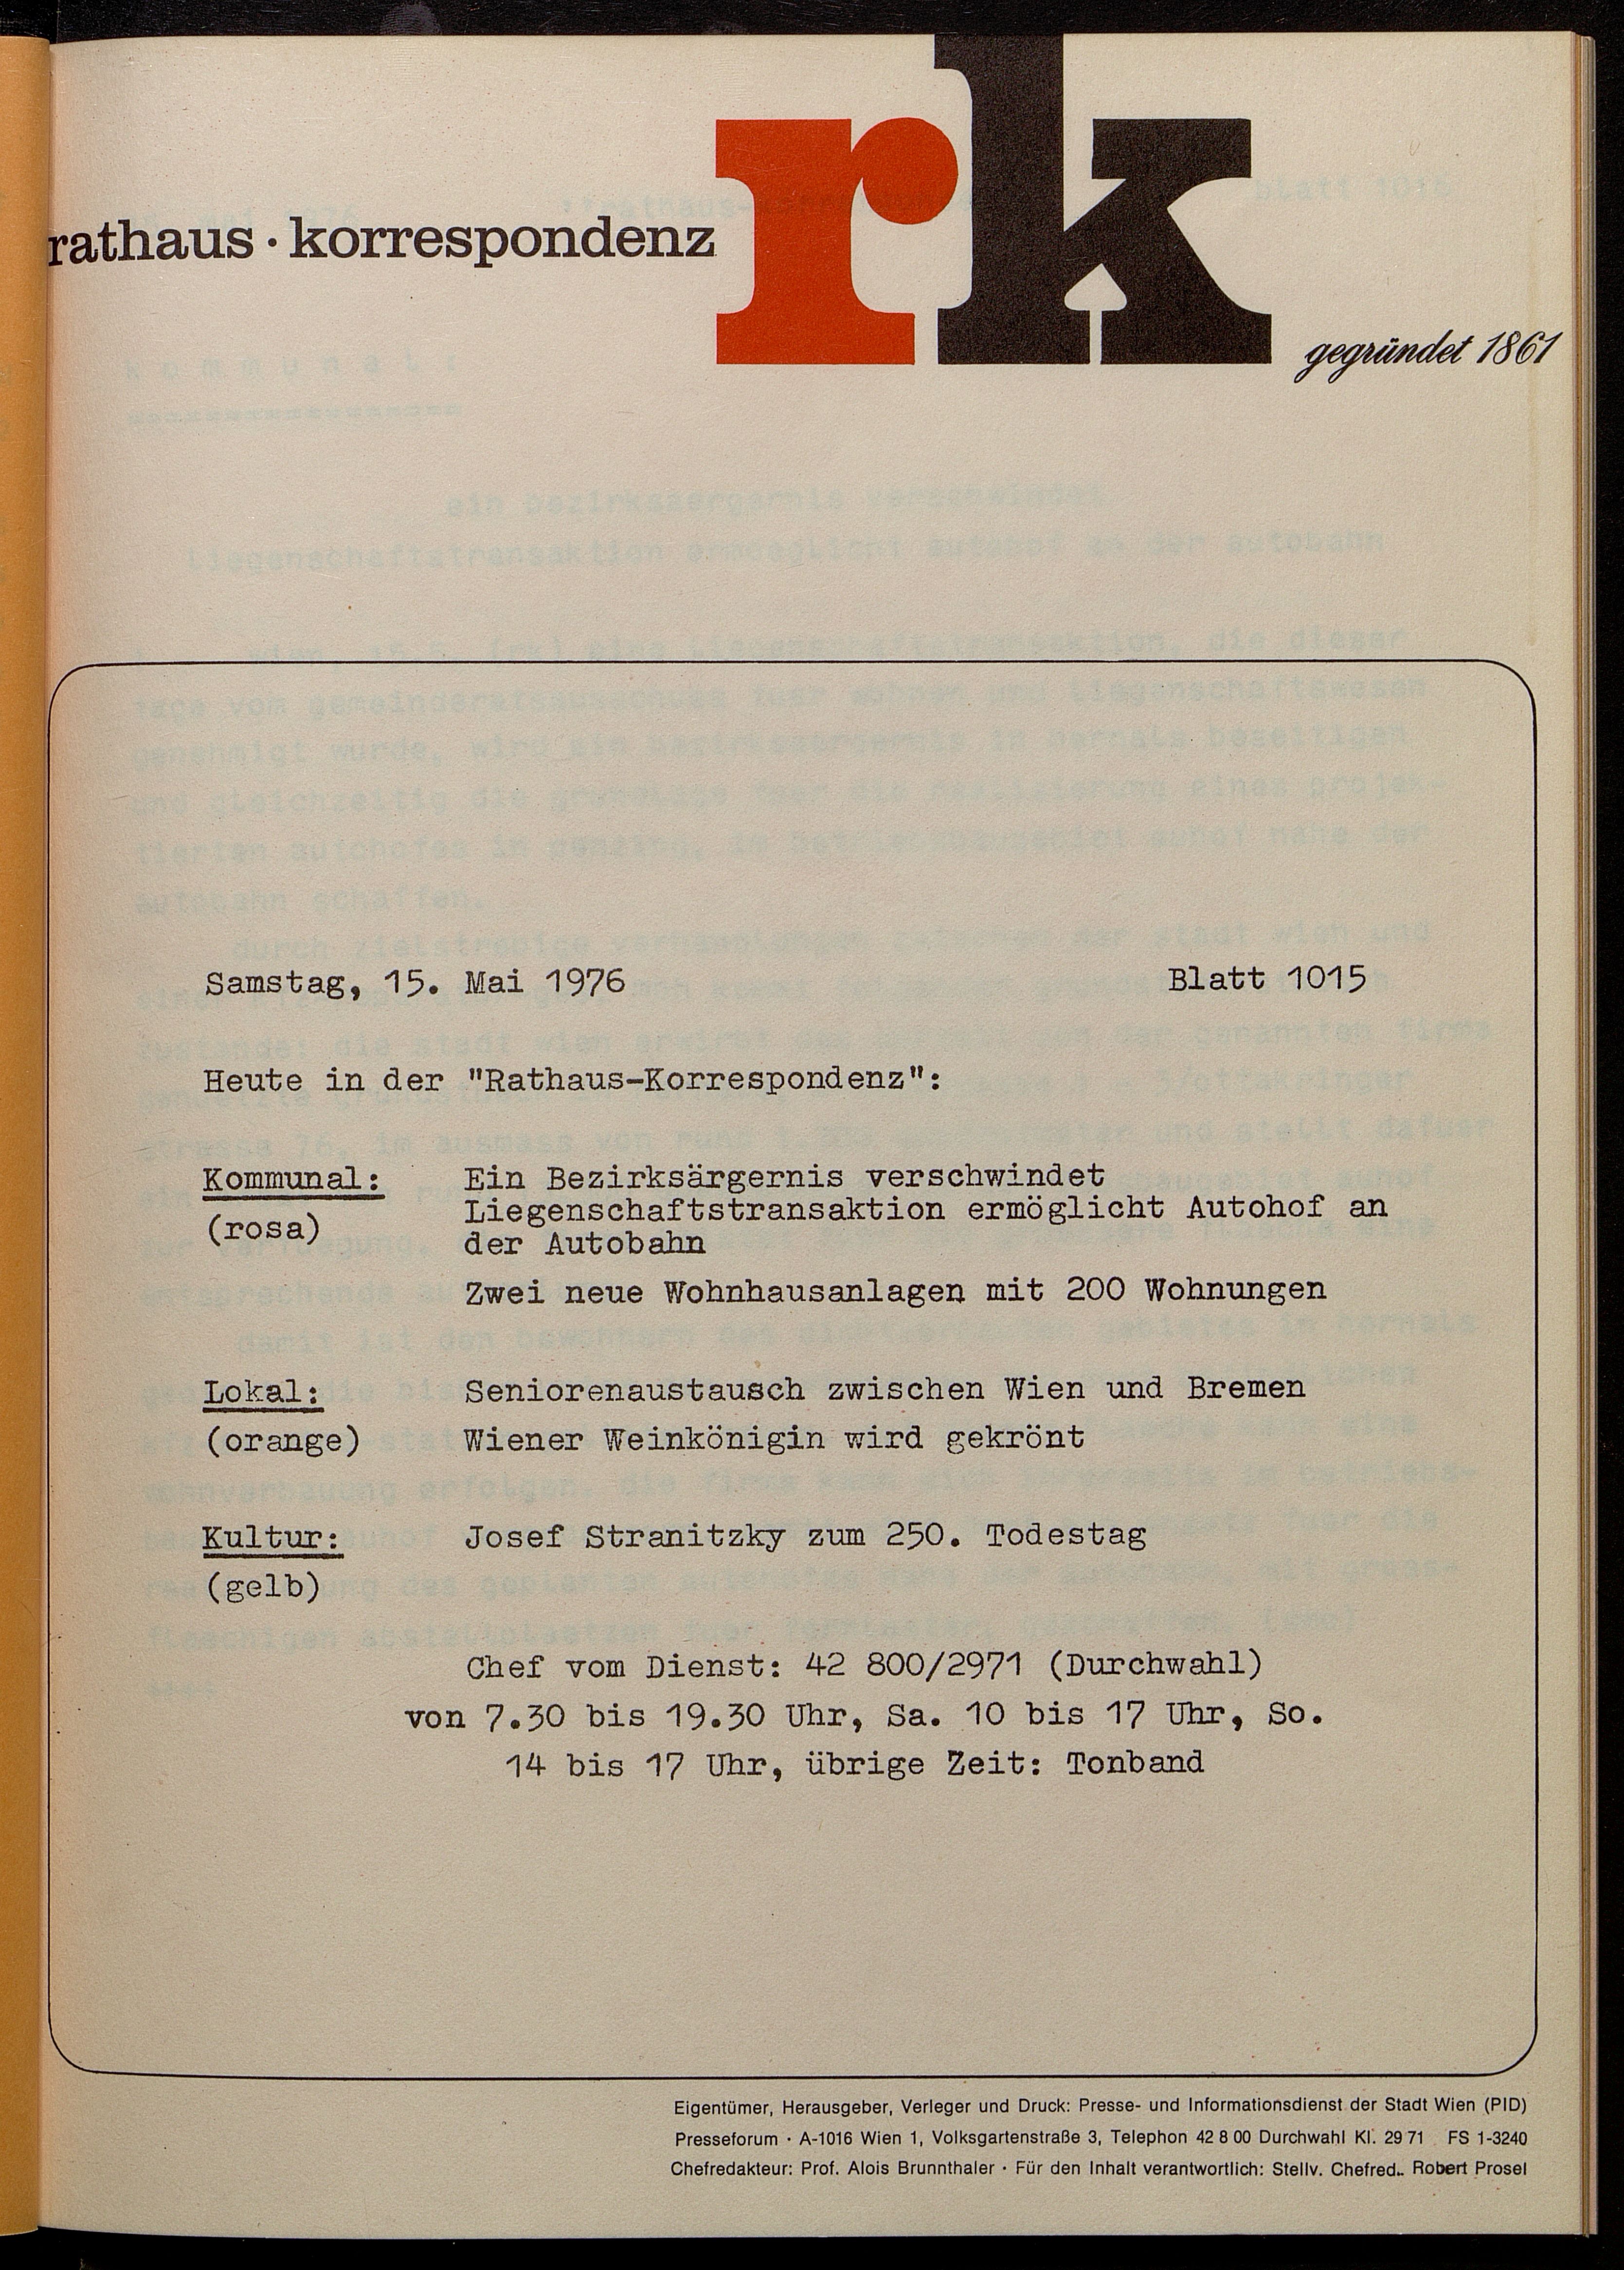 rk
rathaus · korrespondenz
gegründet 1861
Samstag, 15. Mai 1976 Blatt 1015
Heute in der "Rathaus-Korrespondenz":
Kommunal: Ein Bezirksärgernis verschwindet
Liegenschaftstransaktion ermöglicht Autohof an
(rosa) der Autobahn
Zwei neue Wohnhausanlagen mit 200 Wohnungen
Lokal: Seniorenaustausch zwischen Wien und Bremen
(orange) Wiener Weinkönigin wird gekrönt
Kultur: Josef Stranitzky zum 250. Todestag
(gelb)
Chef vom Dienst: 42 800/2971 (Durchwahl)
von 7.30 bis 19.30 Uhr, Sa. 10 bis 17 Uhr, So.
14 bis 17 Uhr, übrige Zeit: Tonband
Eigentümer, Herausgeber, Verleger und Druck: Presse- und Informationsdienst der Stadt Wien (PID)
Presseforum · A-1016 Wien 1, Volksgartenstraße 3, Telephon 42 8 00 Durchwahl Kl. 29 71 FS 1-3240
Chefredakteur: Prof. Alois Brunnthaler · Für den Inhalt verantwortlich: Stellv. Chefred.. Robert Prosel